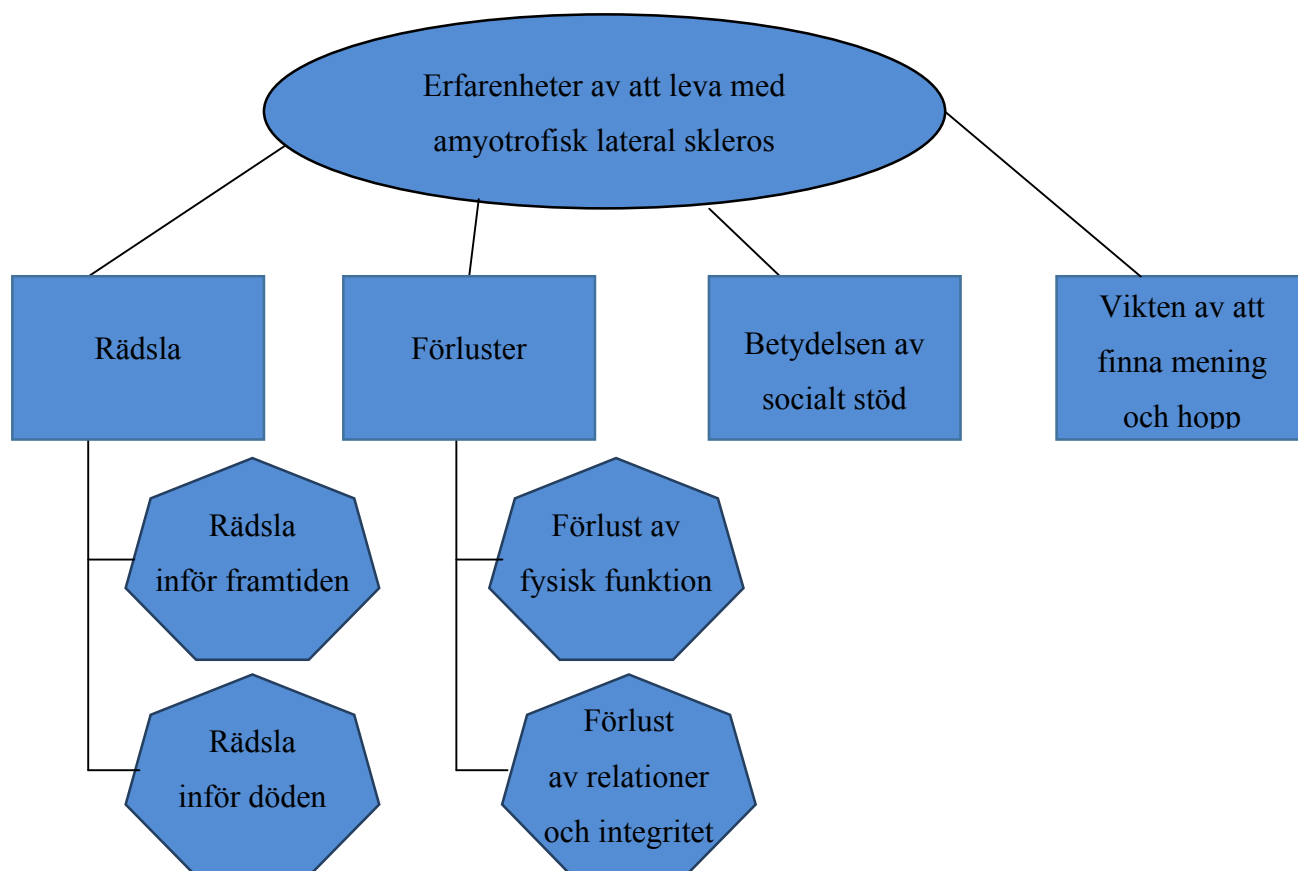 Erfarenheter av att leva med
amyotrofisk lateral skleros
Rädsla
Förluster
Betydelsen av
socialt stöd
Vikten av att
finna mening
och hopp
Rädsla
inför framtiden
Förlust av
fysisk funktion
Rädsla
inför döden
Förlust
av relationer
och integritet